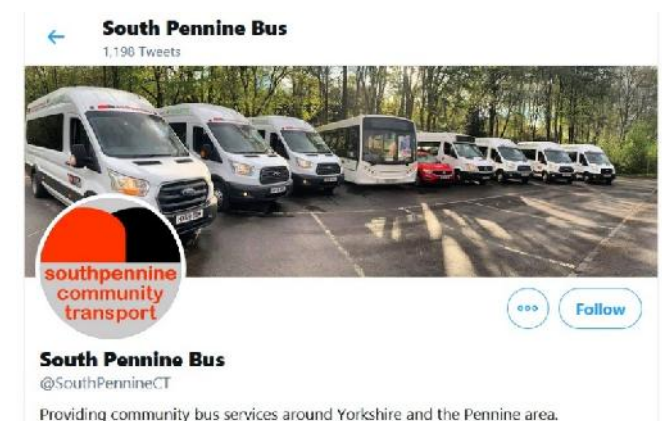 South Pennine Bus
1,198 Tweets
southpennine
community
transport
Follow
South Pennine Bus
@SouthPennineCT
Providing community bus services around Yorkshire and the Pennine area.